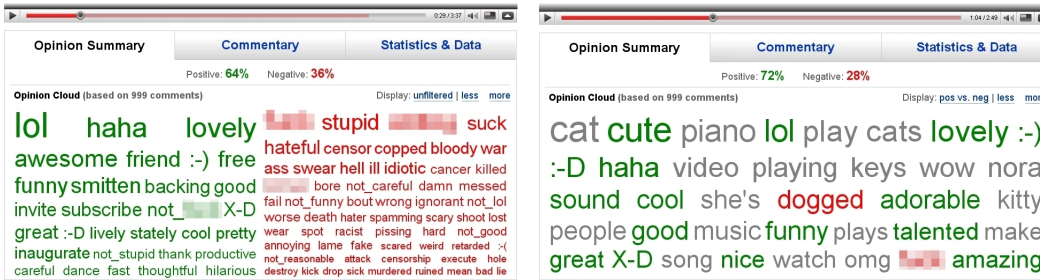 0:29 / 3:37
Opinion Summary Commentary Statistics & Data
Positive: 64% Negative: 36%
Opinion Cloud (based on 999 comments) Display: unfiltered | less more
lol haha lovely
awesome friend :-) free
funny smitten backing good
invite subscribe not_ X-D
great :-D lively stately cool pretty
inaugurate not_stupid thank productive
careful dance fast thoughtful hilarious
stupid suck
hateful censor copped bloody war
ass swear hell ill idiotic cancer killed
bore not_careful damn messed
fail not_funny bout wrong ignorant not_lol
worse death hater spamming scary shoot lost
wear spot racist pissing hard not_good
annoying lame fake scared weird retarded :-(
not_reasonable attack censorship execute hole
destroy kick drop sick murdered ruined mean bad lie
1:04 / 2:49
Opinion Summary Commentary Statistics & Data
Positive: 72% Negative: 28%
Opinion Cloud (based on 999 comments) Display: pos vs. neg | less mor
cat cute piano lol play cats lovely :-)
:-D haha video playing keys wow nora
sound cool she's dogged adorable kitty
people good music funny plays talented make
great X-D song nice watch omg amazing